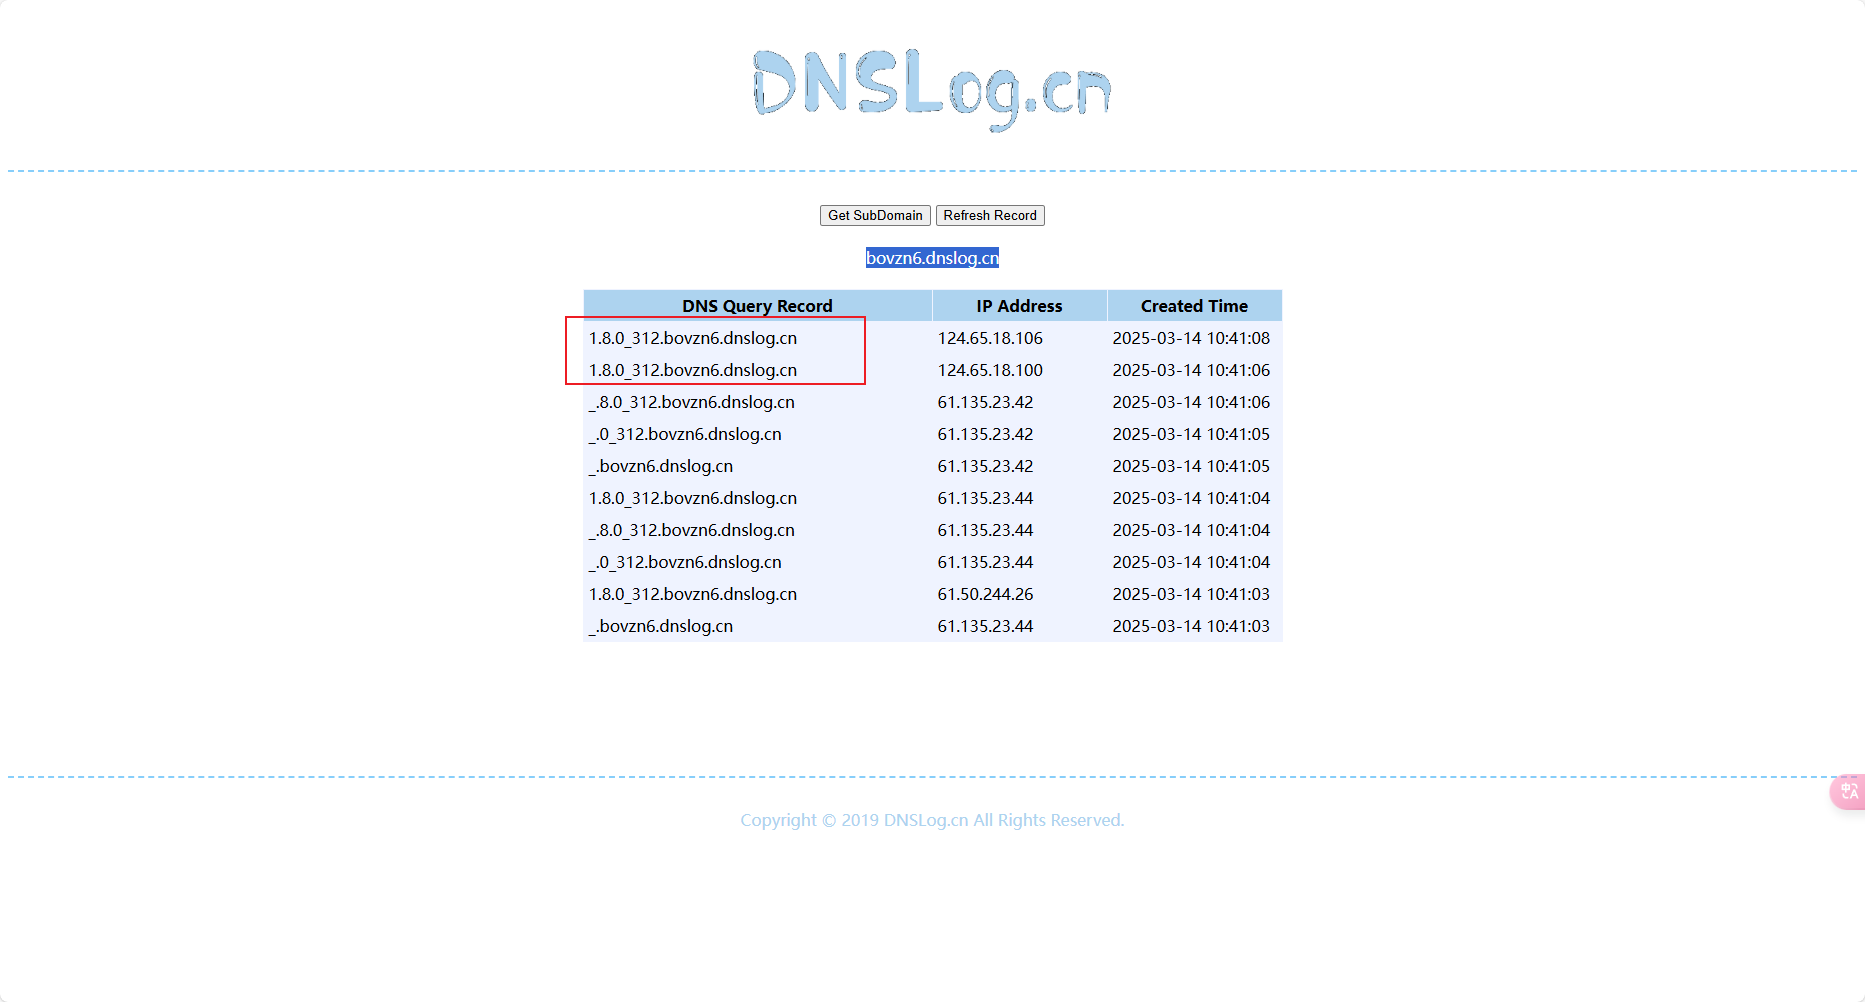 DNSLog.cn
Get SubDomain Refresh Record
bovzn6.dnslog.cn
DNS Query Record IP Address Created Time
1.8.0_312.bovzn6.dnslog.cn 124.65.18.106 2025-03-14 10:41:08
1.8.0_312.bovzn6.dnslog.cn 124.65.18.100 2025-03-14 10:41:06
_.8.0_312.bovzn6.dnslog.cn 61.135.23.42 2025-03-14 10:41:06
_.0_312.bovzn6.dnslog.cn 61.135.23.42 2025-03-14 10:41:05
_.bovzn6.dnslog.cn 61.135.23.42 2025-03-14 10:41:05
1.8.0_312.bovzn6.dnslog.cn 61.135.23.44 2025-03-14 10:41:04
_.8.0_312.bovzn6.dnslog.cn 61.135.23.44 2025-03-14 10:41:04
_.0_312.bovzn6.dnslog.cn 61.135.23.44 2025-03-14 10:41:04
1.8.0_312.bovzn6.dnslog.cn 61.50.244.26 2025-03-14 10:41:03
_.bovzn6.dnslog.cn 61.135.23.44 2025-03-14 10:41:03
中A
Copyright © 2019 DNSLog.cn All Rights Reserved.